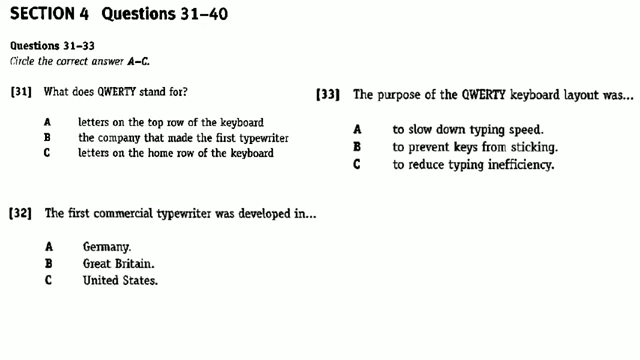 SECTION 4 Questions 31–40
Questions 31–33
Circle the correct answer A–C.
[31] What does QWERTY stand for?
A letters on the top row of the keyboard
B the company that made the first typewriter
C letters on the home row of the keyboard
[32] The first commercial typewriter was developed in...
A Germany.
B Great Britain.
C United States.
[33] The purpose of the QWERTY keyboard layout was...
A to slow down typing speed.
B to prevent keys from sticking.
C to reduce typing inefficiency.